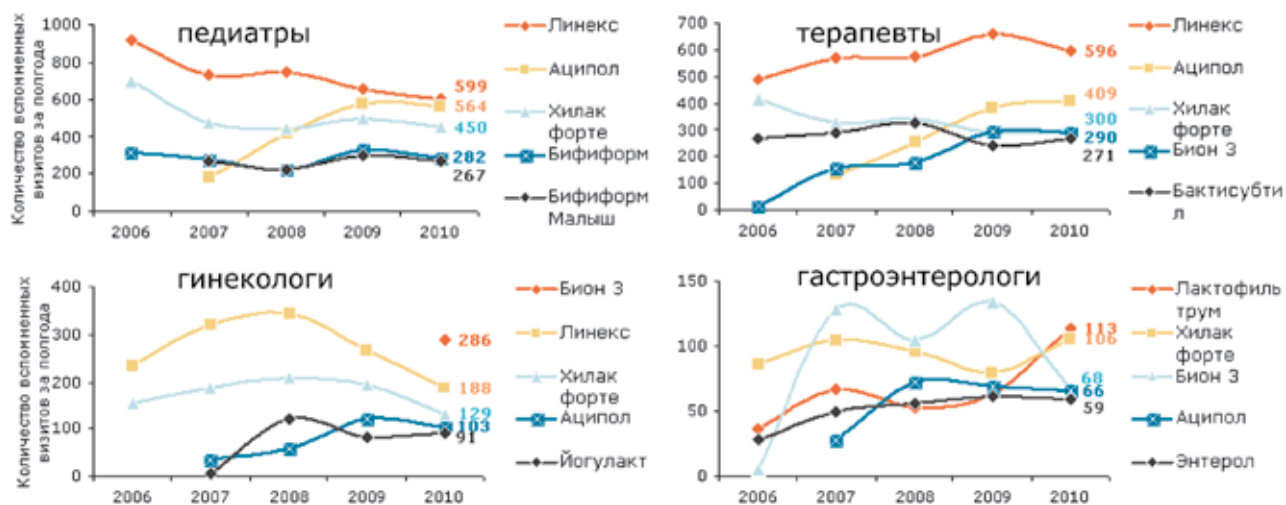 Количество вспомненных
визитов за полгода
педиатры
1000
800
600
400
200
0
2006 2007 2008 2009 2010
599
564
450
282
267
Линекс
Аципол
Хилак
форте
Бифиформ
Бифиформ
Малыш
терапевты
700
600
500
400
300
200
100
0
2006 2007 2008 2009 2010
596
409
300
290
271
Линекс
Аципол
Хилак
форте
Бион 3
Бактисубти
л
Количество вспомненных
визитов за полгода
гинекологи
400
300
200
100
0
2006 2007 2008 2009 2010
286
188
129
103
91
Бион 3
Линекс
Хилак
форте
Аципол
Йогулакт
гастроэнтерологи
150
100
50
0
2006 2007 2008 2009 2010
113
106
68
66
59
Лактофиль
трум
Хилак
форте
Бион 3
Аципол
Энтерол